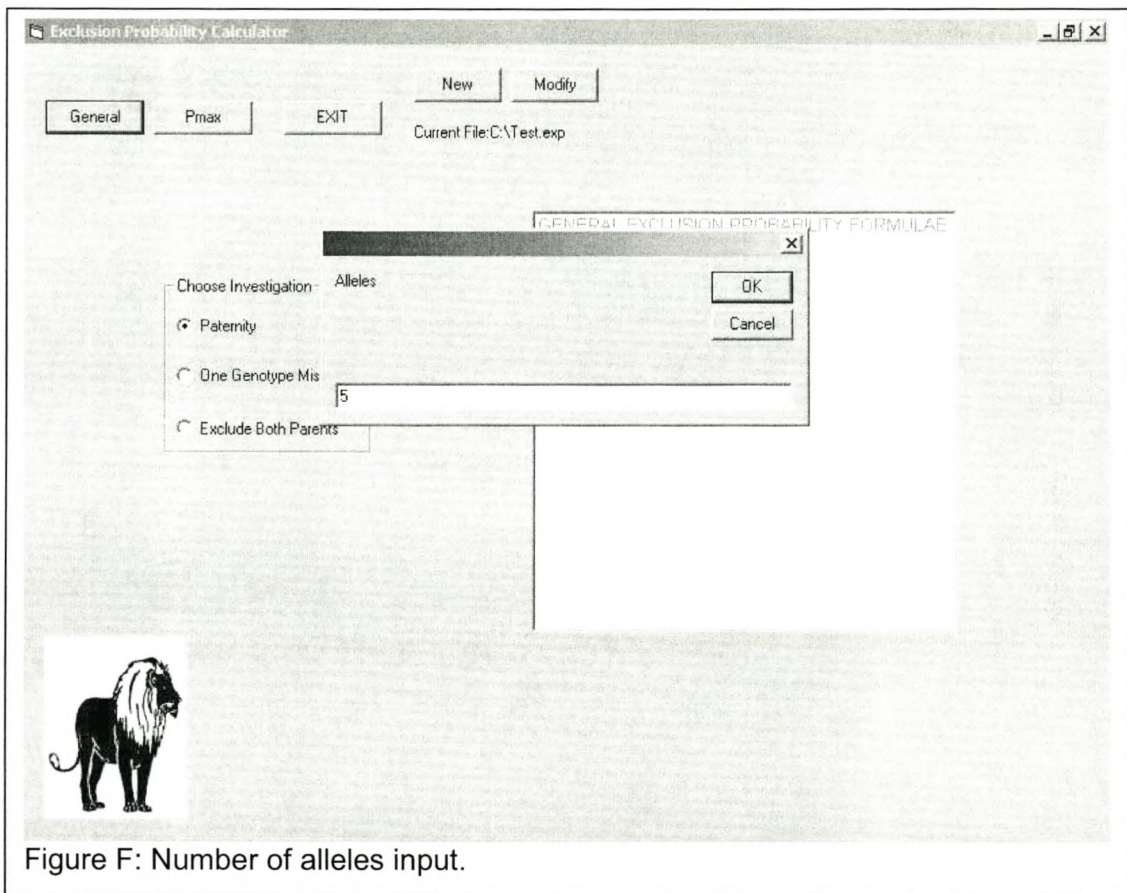 Exclusion Probability Calculator
New Modify
General Pmax EXIT
Current File:C:\Test.exp
GENERAL EXCLUSION PROBABILITY FORMULAE
Choose Investigation
Alleles
OK
Paternity
Cancel
One Genotype Mis
5
Exclude Both Parents
Figure F: Number of alleles input.